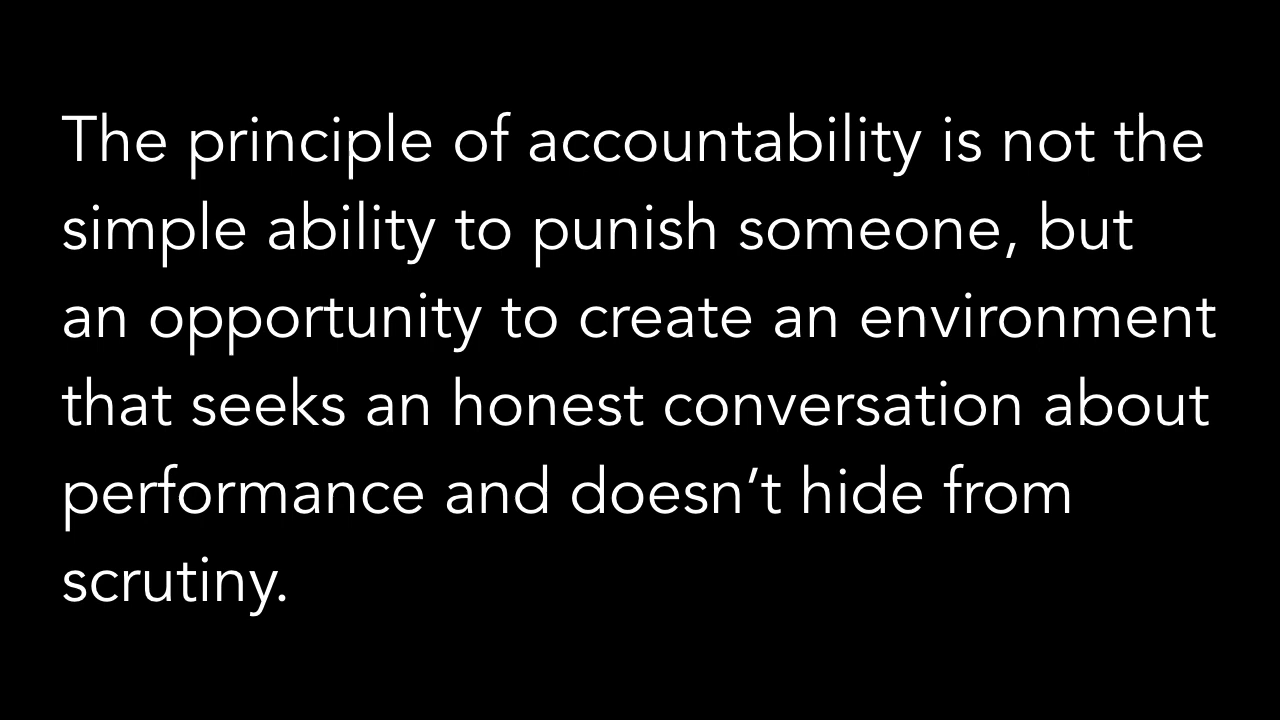 The principle of accountability is not the
simple ability to punish someone, but
an opportunity to create an environment
that seeks an honest conversation about
performance and doesn’t hide from
scrutiny.